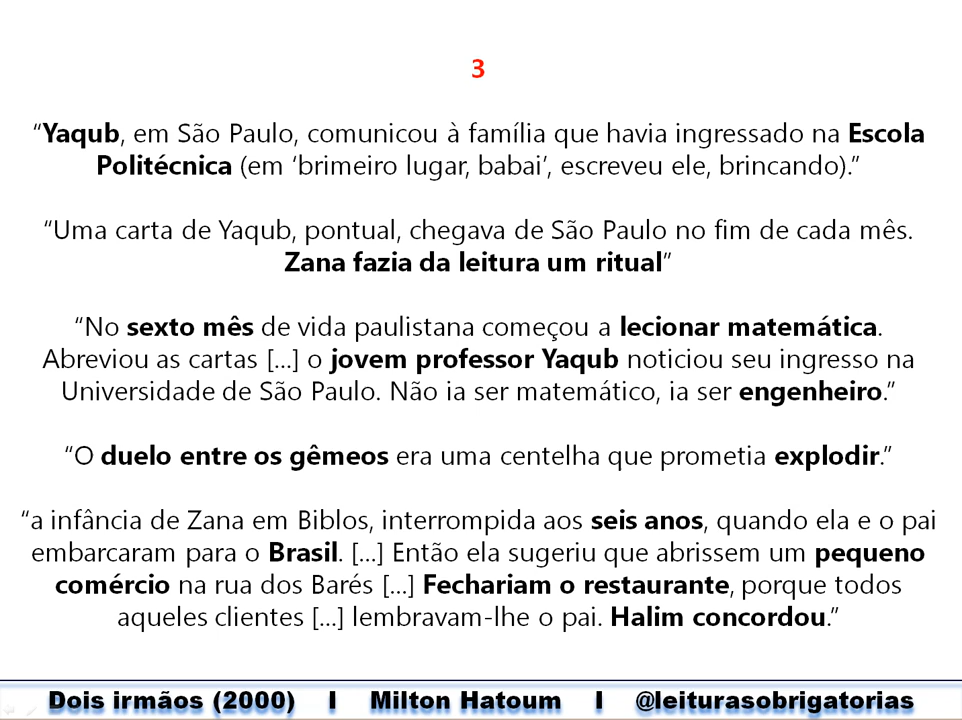 3
“Yaqub, em São Paulo, comunicou à família que havia ingressado na Escola
Politécnica (em ‘brimeiro lugar, babai’, escreveu ele, brincando).”
“Uma carta de Yaqub, pontual, chegava de São Paulo no fim de cada mês.
Zana fazia da leitura um ritual”
“No sexto mês de vida paulistana começou a lecionar matemática.
Abreviou as cartas [...] o jovem professor Yaqub noticiou seu ingresso na
Universidade de São Paulo. Não ia ser matemático, ia ser engenheiro.”
“O duelo entre os gêmeos era uma centelha que prometia explodir.”
“a infância de Zana em Biblos, interrompida aos seis anos, quando ela e o pai
embarcaram para o Brasil. [...] Então ela sugeriu que abrissem um pequeno
comércio na rua dos Barés [...] Fechariam o restaurante, porque todos
aqueles clientes [...] lembravam-lhe o pai. Halim concordou.”
Dois irmãos (2000) I Milton Hatoum I @leiturasobrigatorias